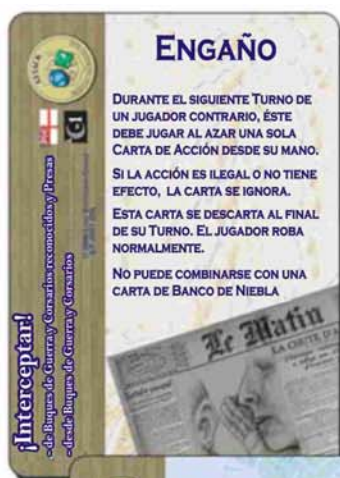 ENGAÑO
DURANTE EL SIGUIENTE TURNO DE
UN JUGADOR CONTRARIO, ÉSTE
DEBE JUGAR AL AZAR UNA SOLA
CARTA DE ACCIÓN DESDE SU MANO.
SI LA ACCIÓN ES ILEGAL O NO TIENE
EFECTO, LA CARTA SE IGNORA.
ESTA CARTA SE DESCARTA AL FINAL
DE SU TURNO. EL JUGADOR ROBA
NORMALMENTE.
NO PUEDE COMBINARSE CON UNA
CARTA DE BANCO DE NIEBLA
¡Interceptar!
- de Buques de Guerra y Corsarios reconocidos y Presas
- desde Buques de Guerra y Corsarios
Le Matin